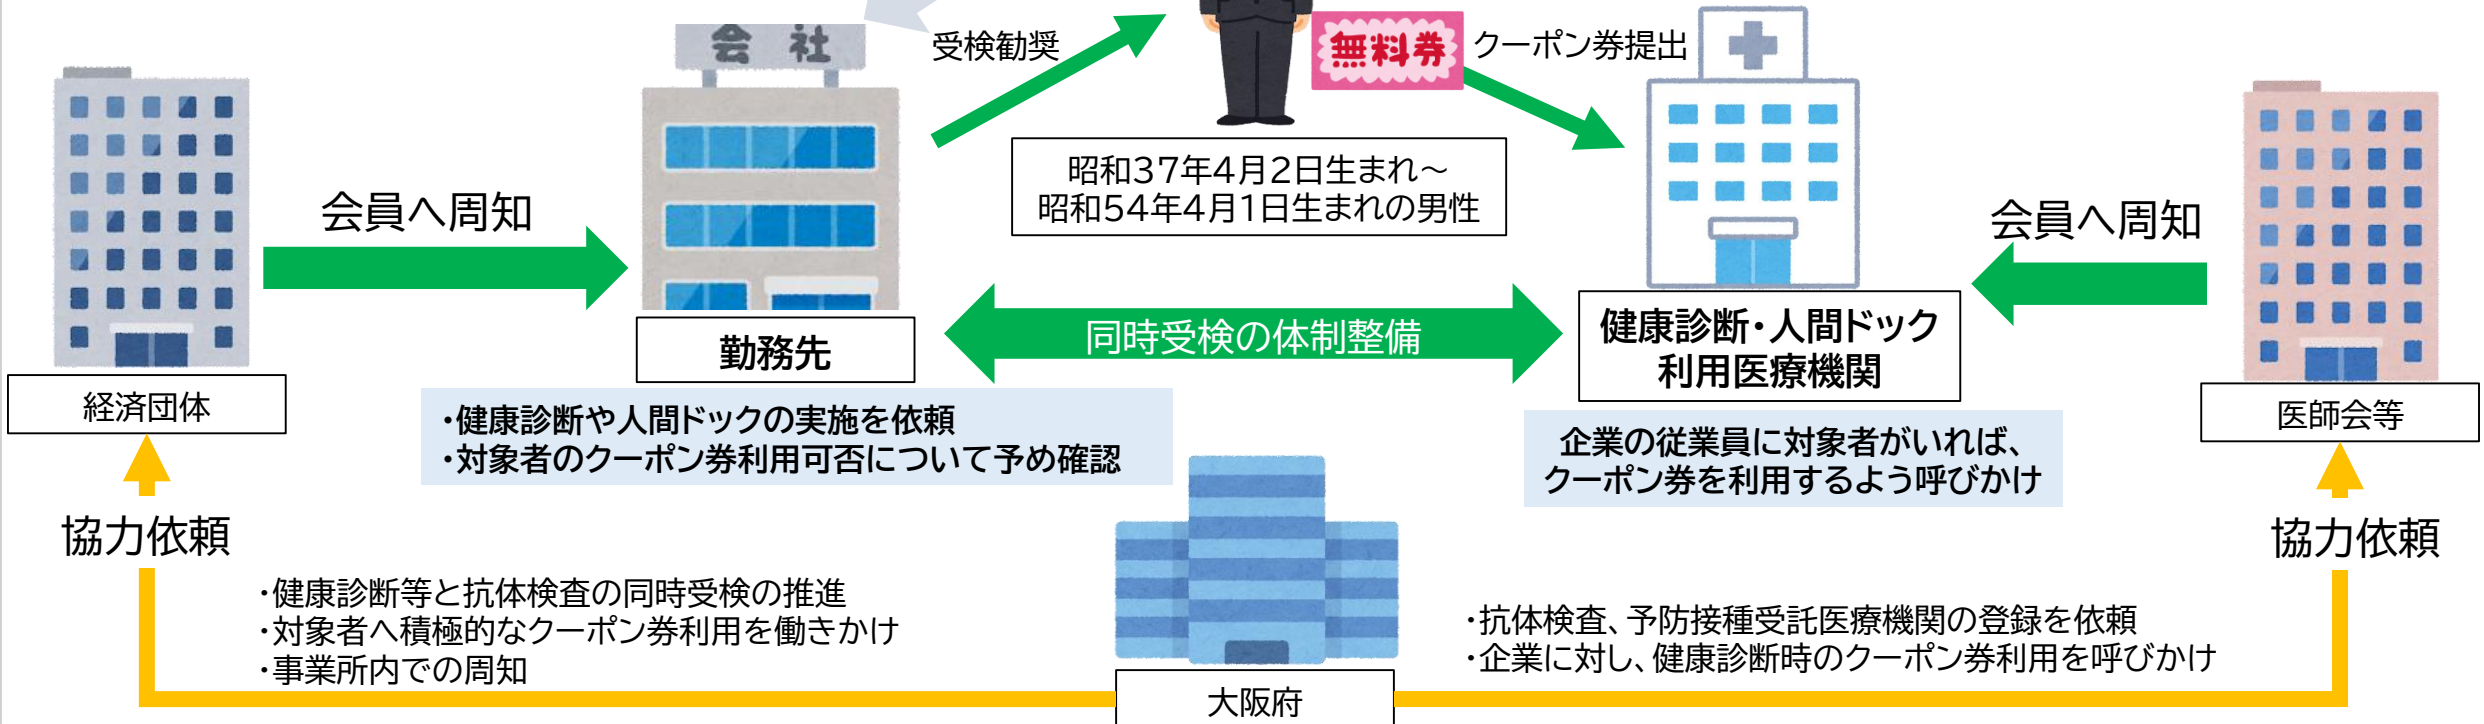 会社
受検勧奨
無料券
クーポン券提出
昭和37年4月2日生まれ～
昭和54年4月1日生まれの男性
会員へ周知
会員へ周知
同時受検の体制整備
勤務先
健康診断・人間ドック
利用医療機関
経済団体
医師会等
・健康診断や人間ドックの実施を依頼
・対象者のクーポン券利用可否について予め確認
企業の従業員に対象者がいれば、
クーポン券を利用するよう呼びかけ
協力依頼
協力依頼
・健康診断等と抗体検査の同時受検の推進
・対象者へ積極的なクーポン券利用を働きかけ
・事業所内での周知
・抗体検査、予防接種受託医療機関の登録を依頼
・企業に対し、健康診断時のクーポン券利用を呼びかけ
大阪府